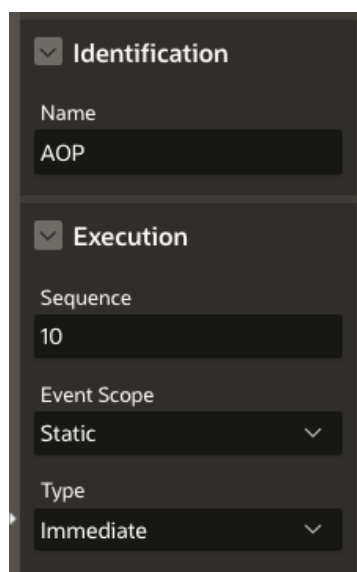 Identification
Name
AOP
Execution
Sequence
10
Event Scope
Static
Type
Immediate